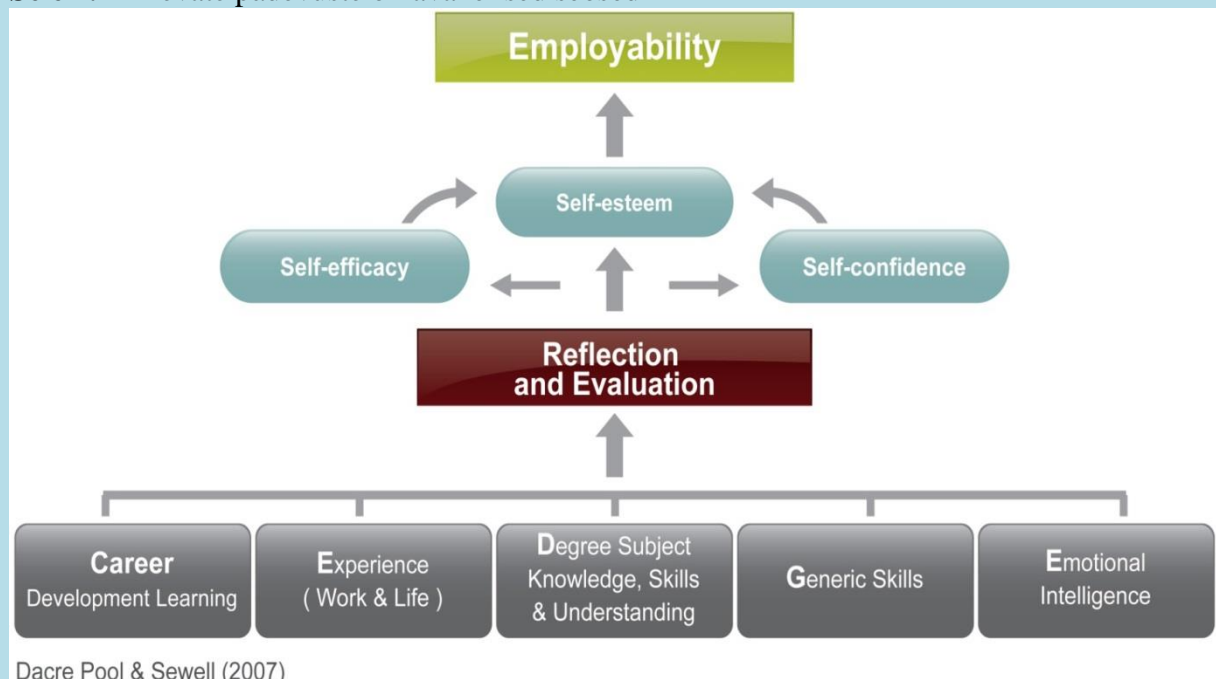 Employability
Self-esteem
Self-efficacy
Self-confidence
Reflection
and Evaluation
Career
Development Learning
Experience
( Work & Life )
Degree Subject
Knowledge, Skills
& Understanding
Generic Skills
Emotional
Intelligence
Dacre Pool & Sewell (2007)